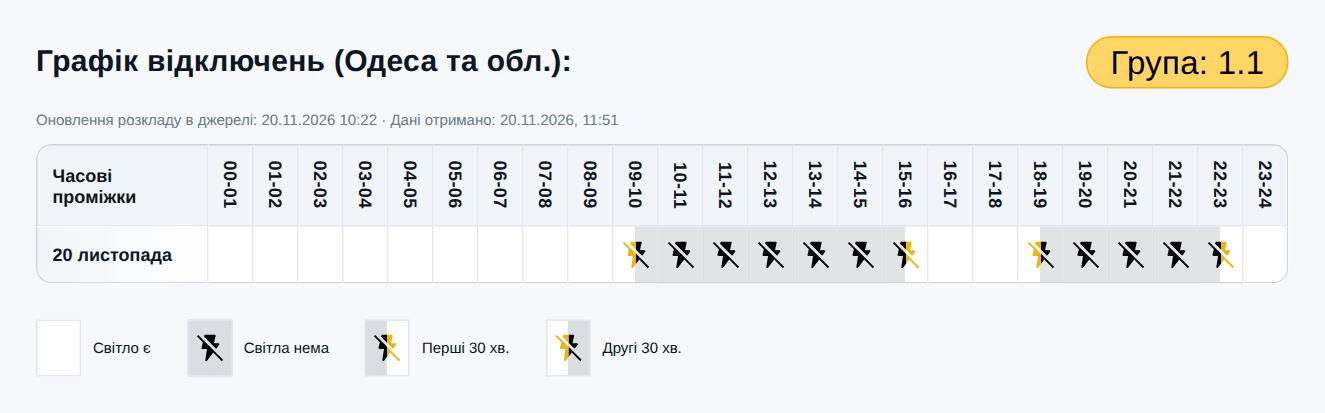 Графік відключень (Одеса та обл.):
Група: 1.1
Оновлення розкладу в джерелі: 20.11.2026 10:22 · Дані отримано: 20.11.2026, 11:51
Часові
проміжки
00-01
01-02
02-03
03-04
04-05
05-06
06-07
07-08
08-09
09-10
10-11
11-12
12-13
13-14
14-15
15-16
16-17
17-18
18-19
19-20
20-21
21-22
22-23
23-24
20 листопада
Світло є
Світла нема
Перші 30 хв.
Другі 30 хв.